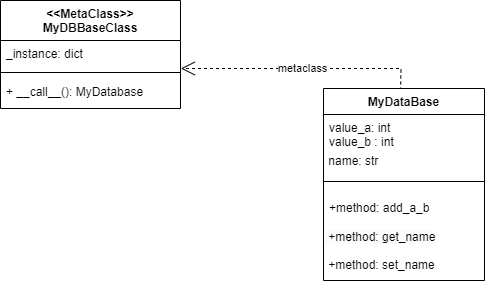 <<MetaClass>>
MyDBBaseClass
_instance: dict
+ __call__(): MyDatabase
metaclass
MyDataBase
value_a: int
value_b : int
name: str
+method: add_a_b
+method: get_name
+method: set_name